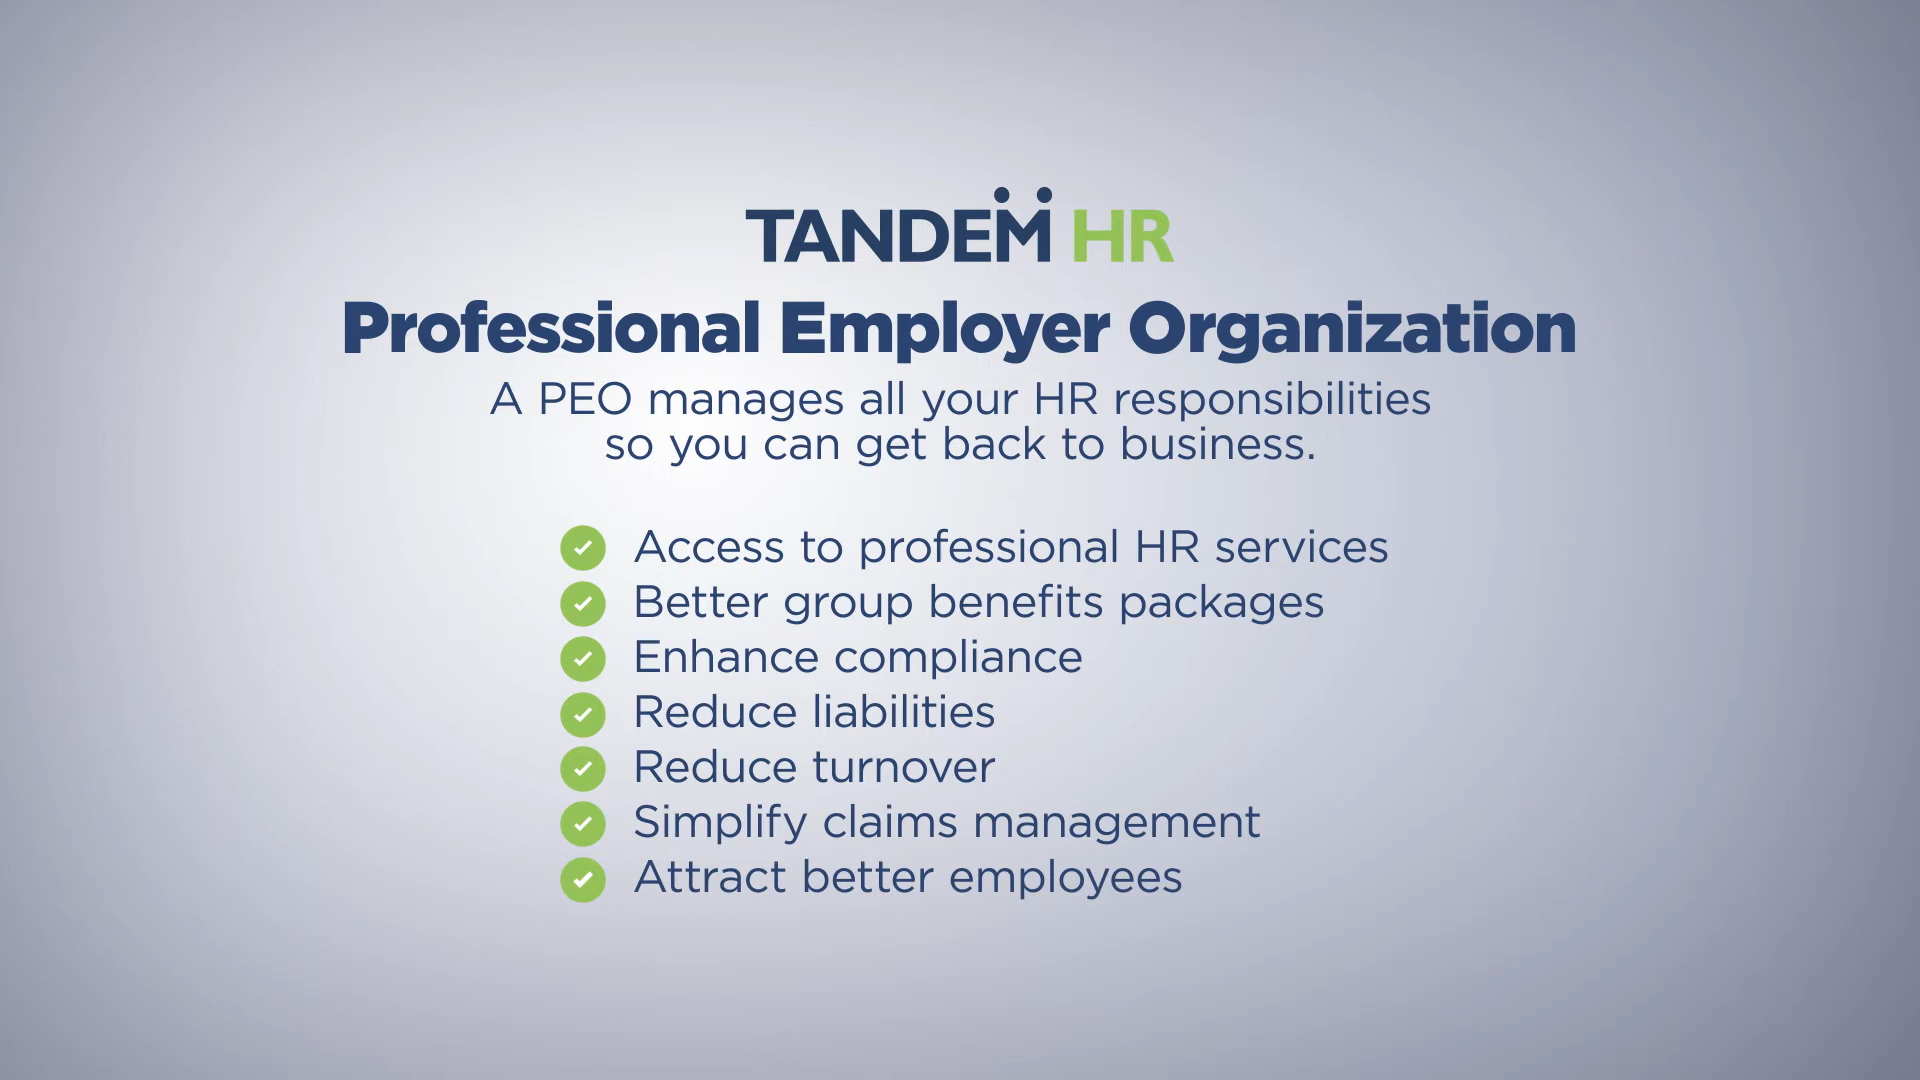 TANDEM HR
Professional Employer Organization
A PEO manages all your HR responsibilities
so you can get back to business.
Access to professional HR services
Better group benefits packages
Enhance compliance
Reduce liabilities
Reduce turnover
Simplify claims management
Attract better employees